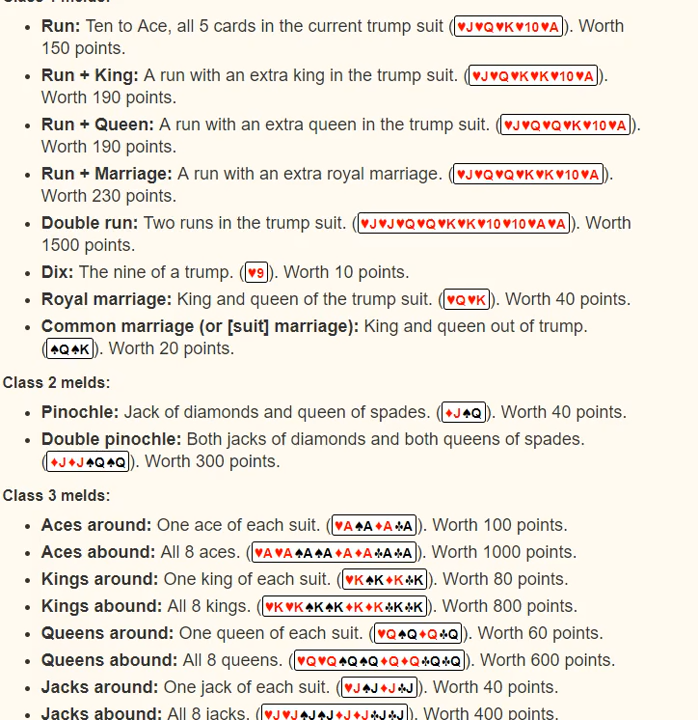 Class 1 melds:
• Run: Ten to Ace, all 5 cards in the current trump suit (♥J♥Q♥K♥10♥A). Worth
150 points.
• Run + King: A run with an extra king in the trump suit. (♥J♥Q♥K♥K♥10♥A).
Worth 190 points.
• Run + Queen: A run with an extra queen in the trump suit. (♥J♥Q♥Q♥K♥10♥A).
Worth 190 points.
• Run + Marriage: A run with an extra royal marriage. (♥J♥Q♥Q♥K♥K♥10♥A).
Worth 230 points.
• Double run: Two runs in the trump suit. (♥J♥J♥Q♥Q♥K♥K♥10♥10♥A♥A). Worth
1500 points.
• Dix: The nine of a trump. (♥9). Worth 10 points.
• Royal marriage: King and queen of the trump suit. (♥Q♥K). Worth 40 points.
• Common marriage (or [suit] marriage): King and queen out of trump.
(♠Q♠K). Worth 20 points.
Class 2 melds:
• Pinochle: Jack of diamonds and queen of spades. (♦J♠Q). Worth 40 points.
• Double pinochle: Both jacks of diamonds and both queens of spades.
(♦J♦J♠Q♠Q). Worth 300 points.
Class 3 melds:
• Aces around: One ace of each suit. (♥A♠A♦A♣A). Worth 100 points.
• Aces abound: All 8 aces. (♥A♥A♠A♠A♦A♦A♣A♣A). Worth 1000 points.
• Kings around: One king of each suit. (♥K♠K♦K♣K). Worth 80 points.
• Kings abound: All 8 kings. (♥K♥K♠K♠K♦K♦K♣K♣K). Worth 800 points.
• Queens around: One queen of each suit. (♥Q♠Q♦Q♣Q). Worth 60 points.
• Queens abound: All 8 queens. (♥Q♥Q♠Q♠Q♦Q♦Q♣Q♣Q). Worth 600 points.
• Jacks around: One jack of each suit. (♥J♠J♦J♣J). Worth 40 points.
• Jacks abound: All 8 jacks. (♥J♥J♠J♠J♦J♦J♣J♣J). Worth 400 points.